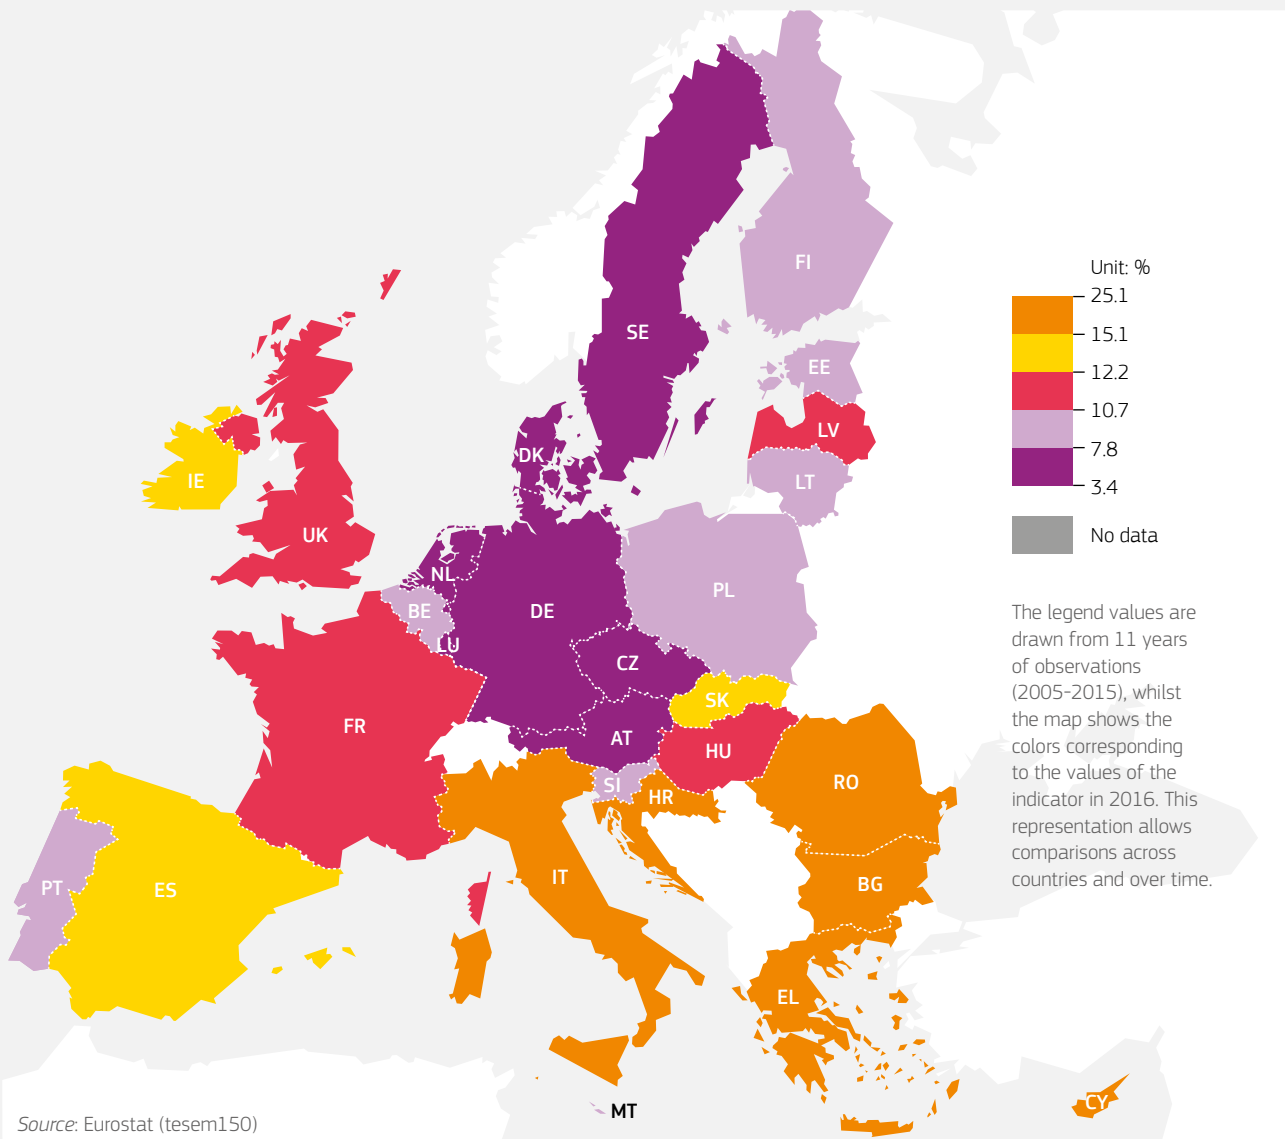 FI
Unit: %
25.1
SE
15.1
EE
12.2
10.7
LV
7.8
DK
IE
LT
3.4
UK
No data
NL
PL
BE
DE
The legend values are
drawn from 11 years
LU
CZ
of observations
(2005-2015), whilst
SK
the map shows the
FR
AT
HU
colors corresponding
to the values of the
SI
HR
RO
indicator in 2016. This
representation allows
comparisons across
countries and over time.
PT
ES
IT
BG
EL
CY
MT
Source: Eurostat (tesem150)